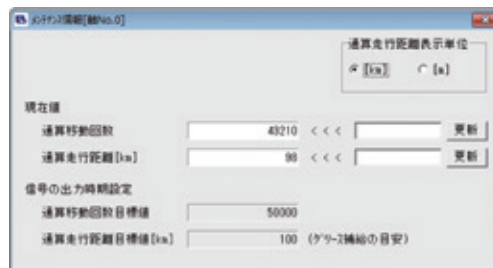 ﾒﾝﾃﾅﾝｽ情報[軸No.0]
通算走行距離表示単位
[km] [m]
現在値
通算移動回数 43210 <<< 更新
通算走行距離[km] 98 <<< 更新
信号の出力時期設定
通算移動回数目標値 50000
通算走行距離目標値[km] 100 (ｸﾞﾘｰｽ補給の目安)